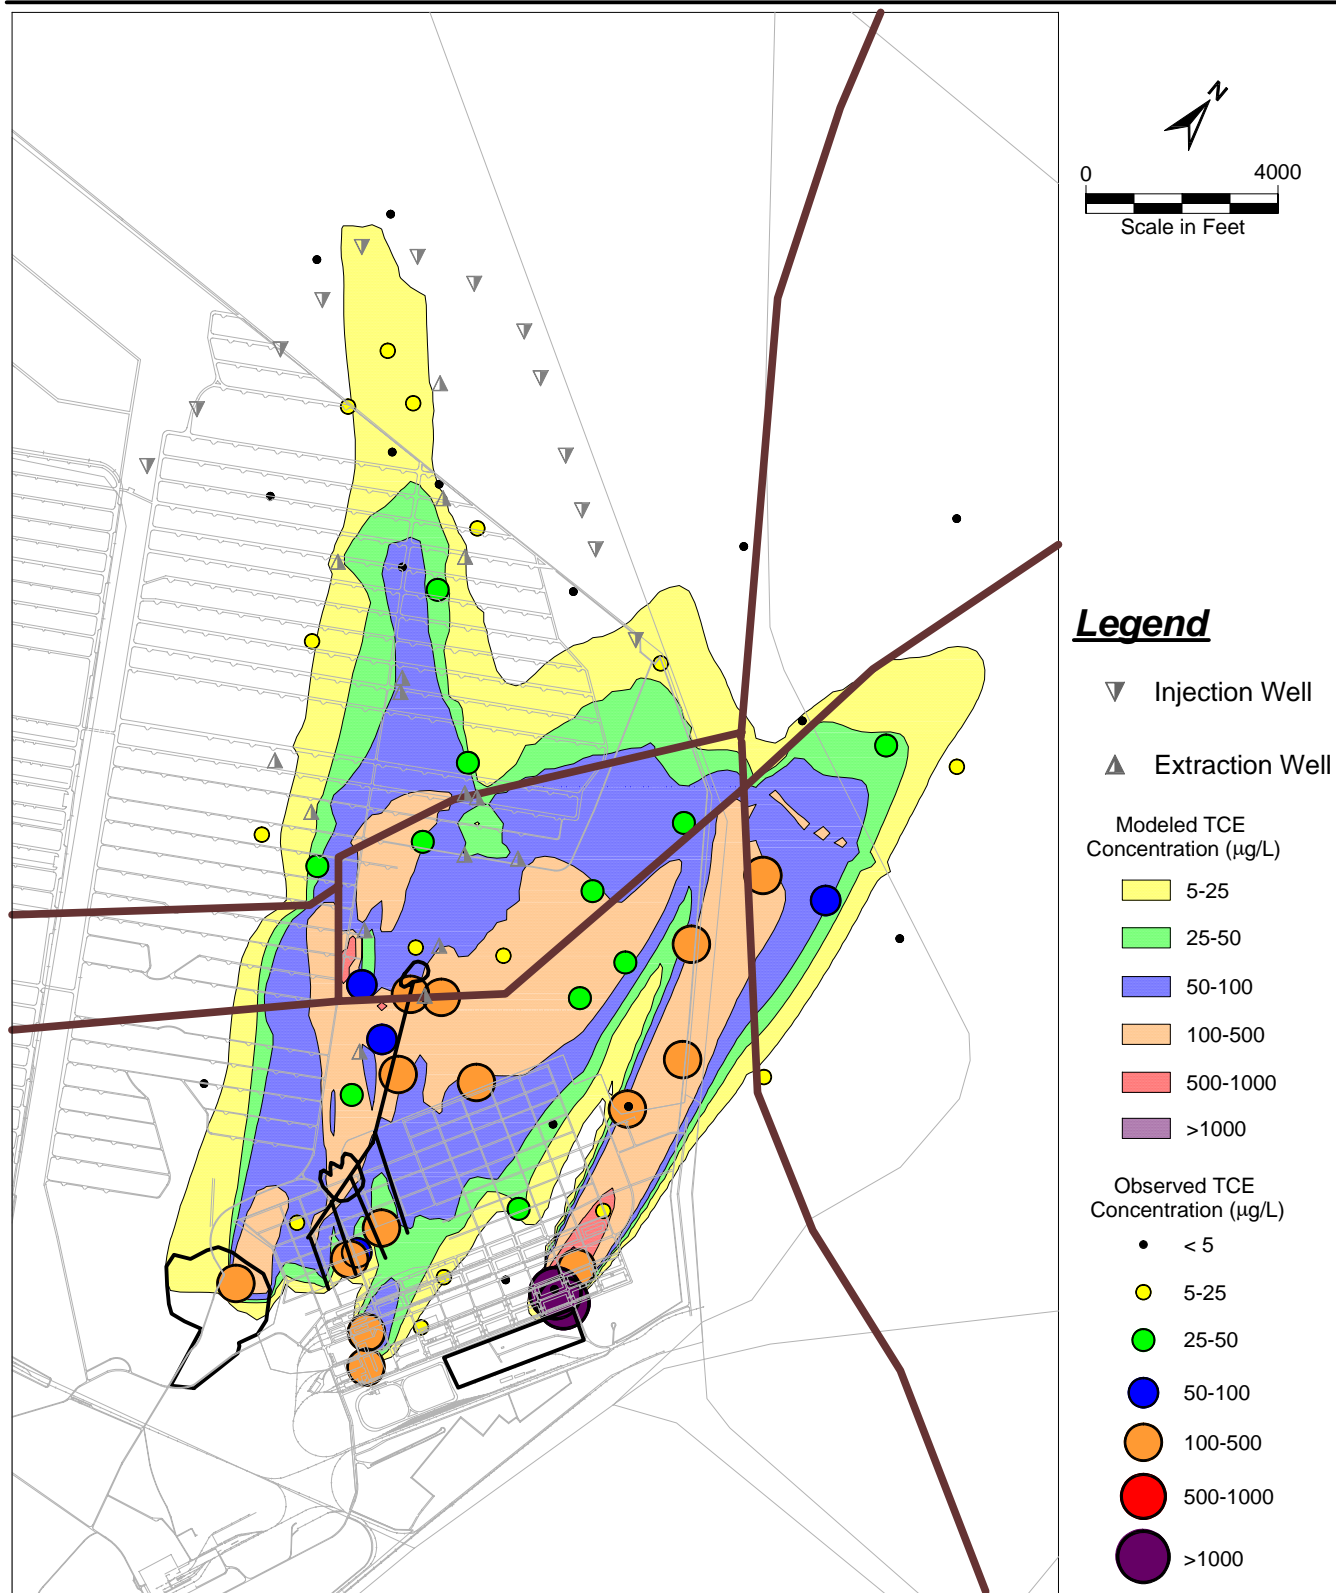 N
0 4000
Scale in Feet
Legend
Injection Well
Extraction Well
Modeled TCE
Concentration (µg/L)
5-25
25-50
50-100
100-500
500-1000
>1000
Observed TCE
Concentration (µg/L)
< 5
5-25
25-50
50-100
100-500
500-1000
>1000